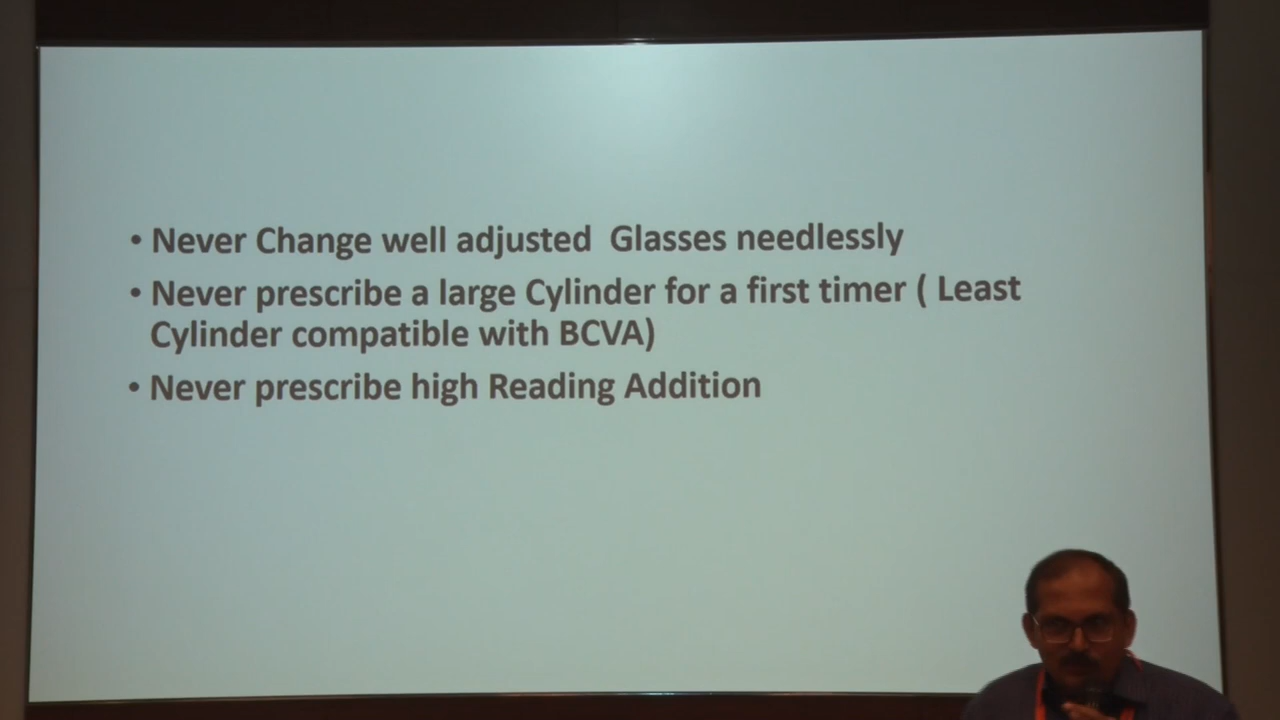 • Never Change well adjusted  Glasses needlessly
• Never prescribe a large Cylinder for a first timer ( Least
Cylinder compatible with BCVA)
• Never prescribe high Reading Addition